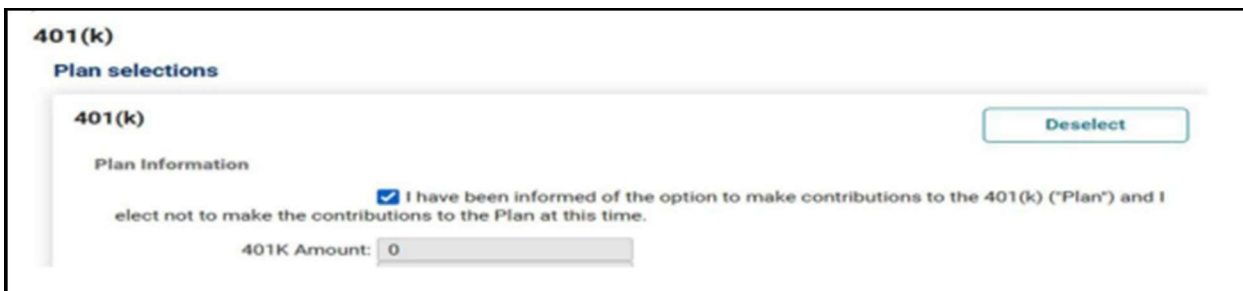 401(k)
Plan selections
401(k)
Deselect
Plan Information
I have been informed of the option to make contributions to the 401(k) ("Plan") and I
elect not to make the contributions to the Plan at this time.
401K Amount: 0